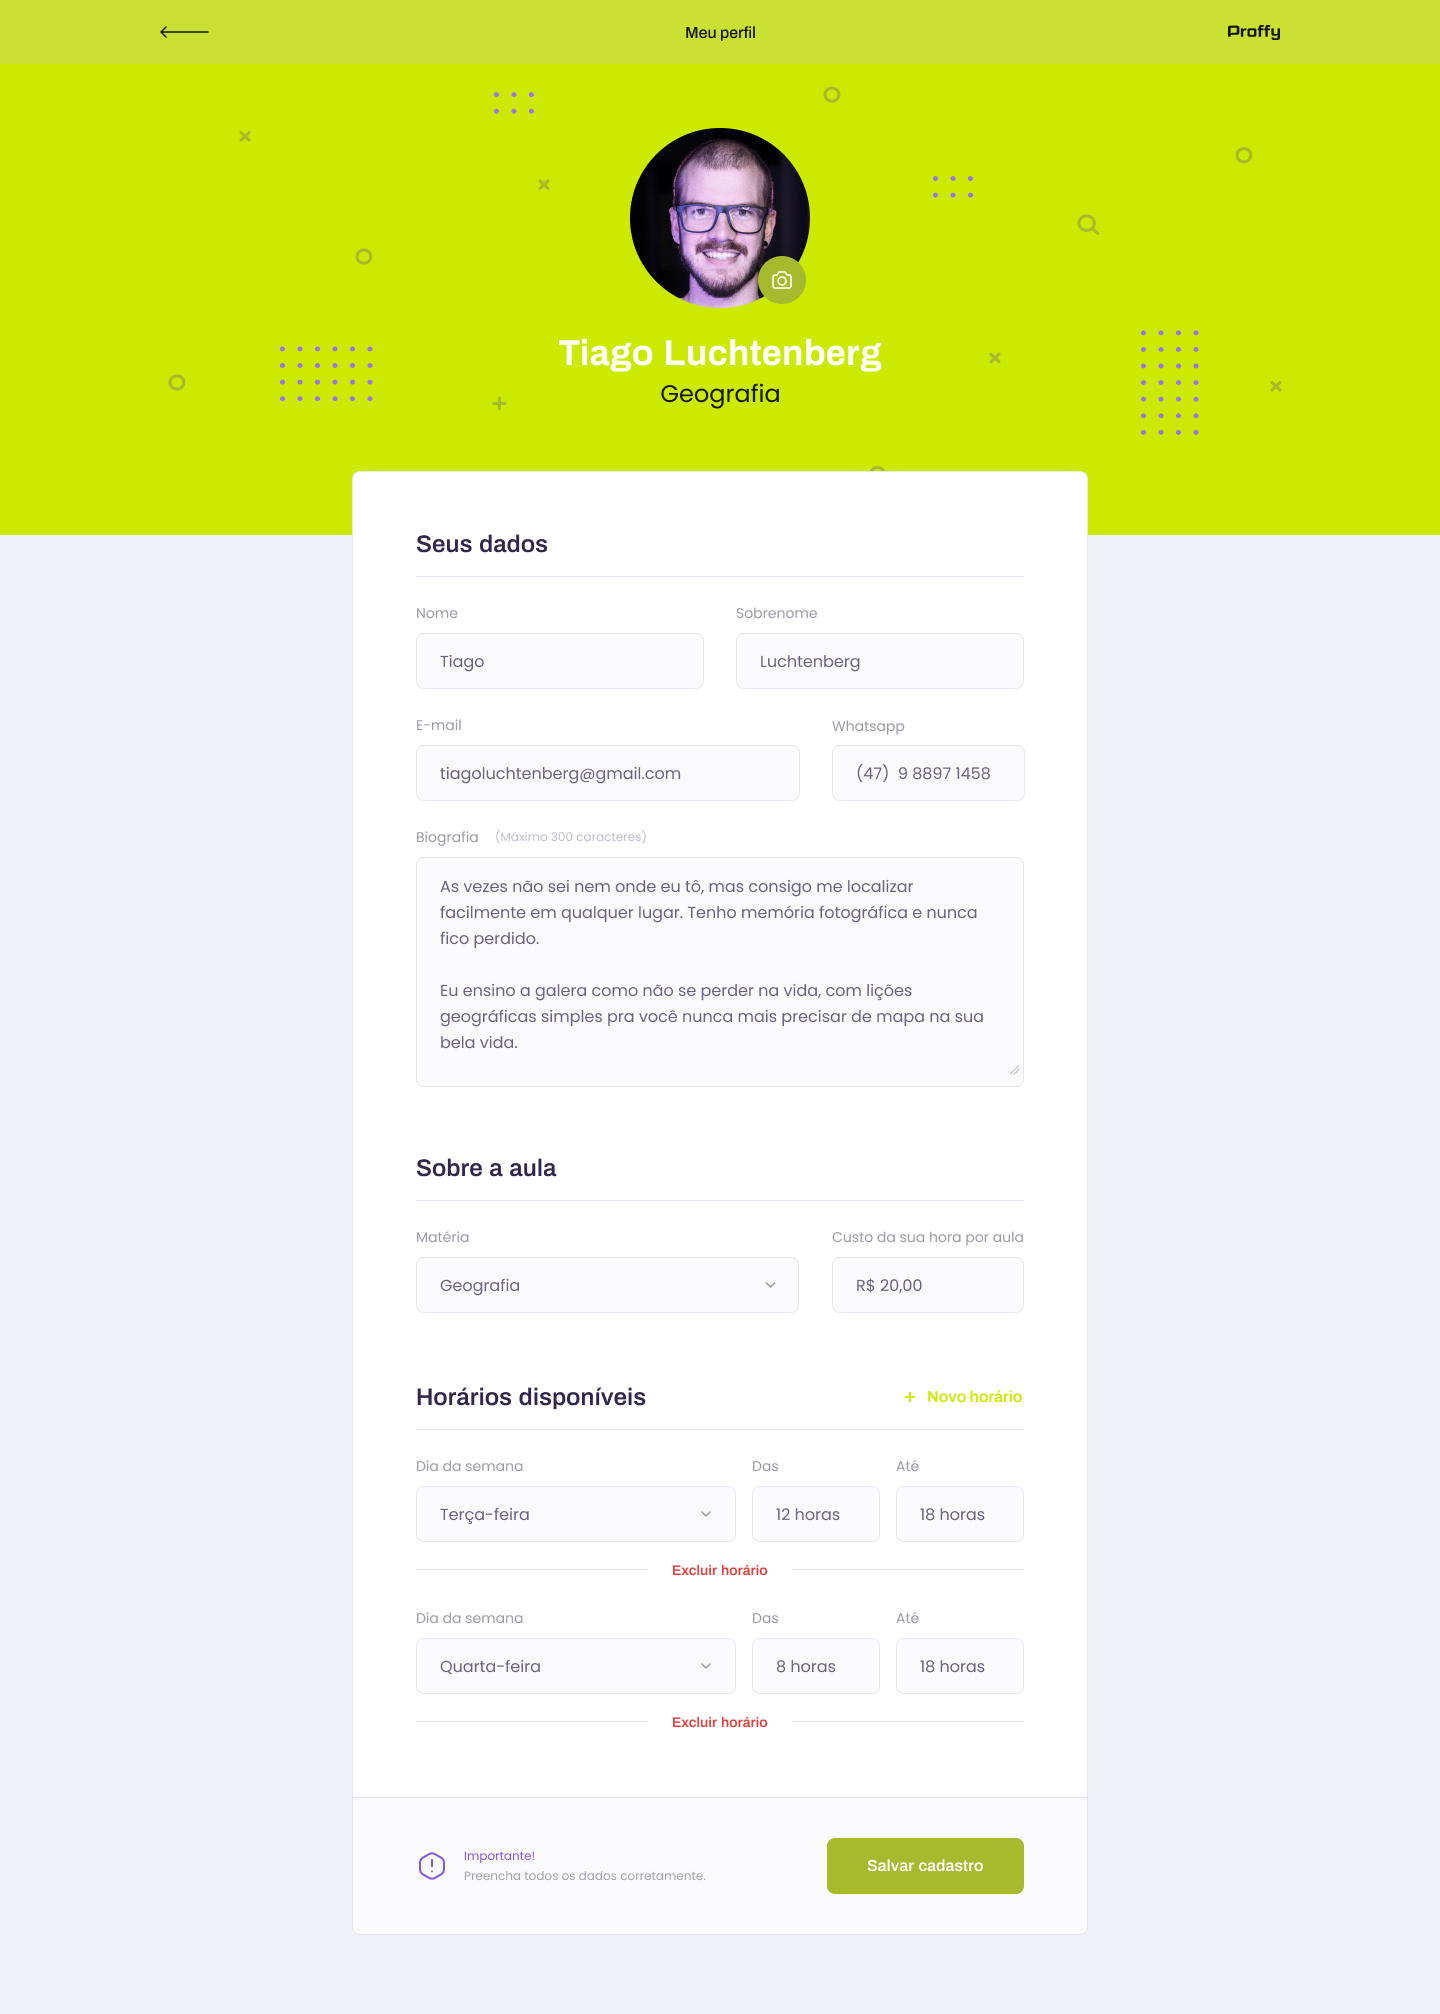 Meu perfil
Proffy
Tiago Luchtenberg
Geografia
Seus dados
Nome
Sobrenome
Tiago
Luchtenberg
E-mail
Whatsapp
tiagoluchtenberg@gmail.com
(47) 9 8897 1458
Biografia (Máximo 300 caracteres)
As vezes não sei nem onde eu tô, mas consigo me localizar
facilmente em qualquer lugar. Tenho memória fotográfica e nunca
fico perdido.
Eu ensino a galera como não se perder na vida, com lições
geográficas simples pra você nunca mais precisar de mapa na sua
bela vida.
Sobre a aula
Matéria
Custo da sua hora por aula
Geografia
R$ 20,00
Horários disponíveis
+ Novo horário
Dia da semana
Das
Até
Terça-feira
12 horas
18 horas
Excluir horário
Dia da semana
Das
Até
Quarta-feira
8 horas
18 horas
Excluir horário
Importante!
Preencha todos os dados corretamente.
Salvar cadastro